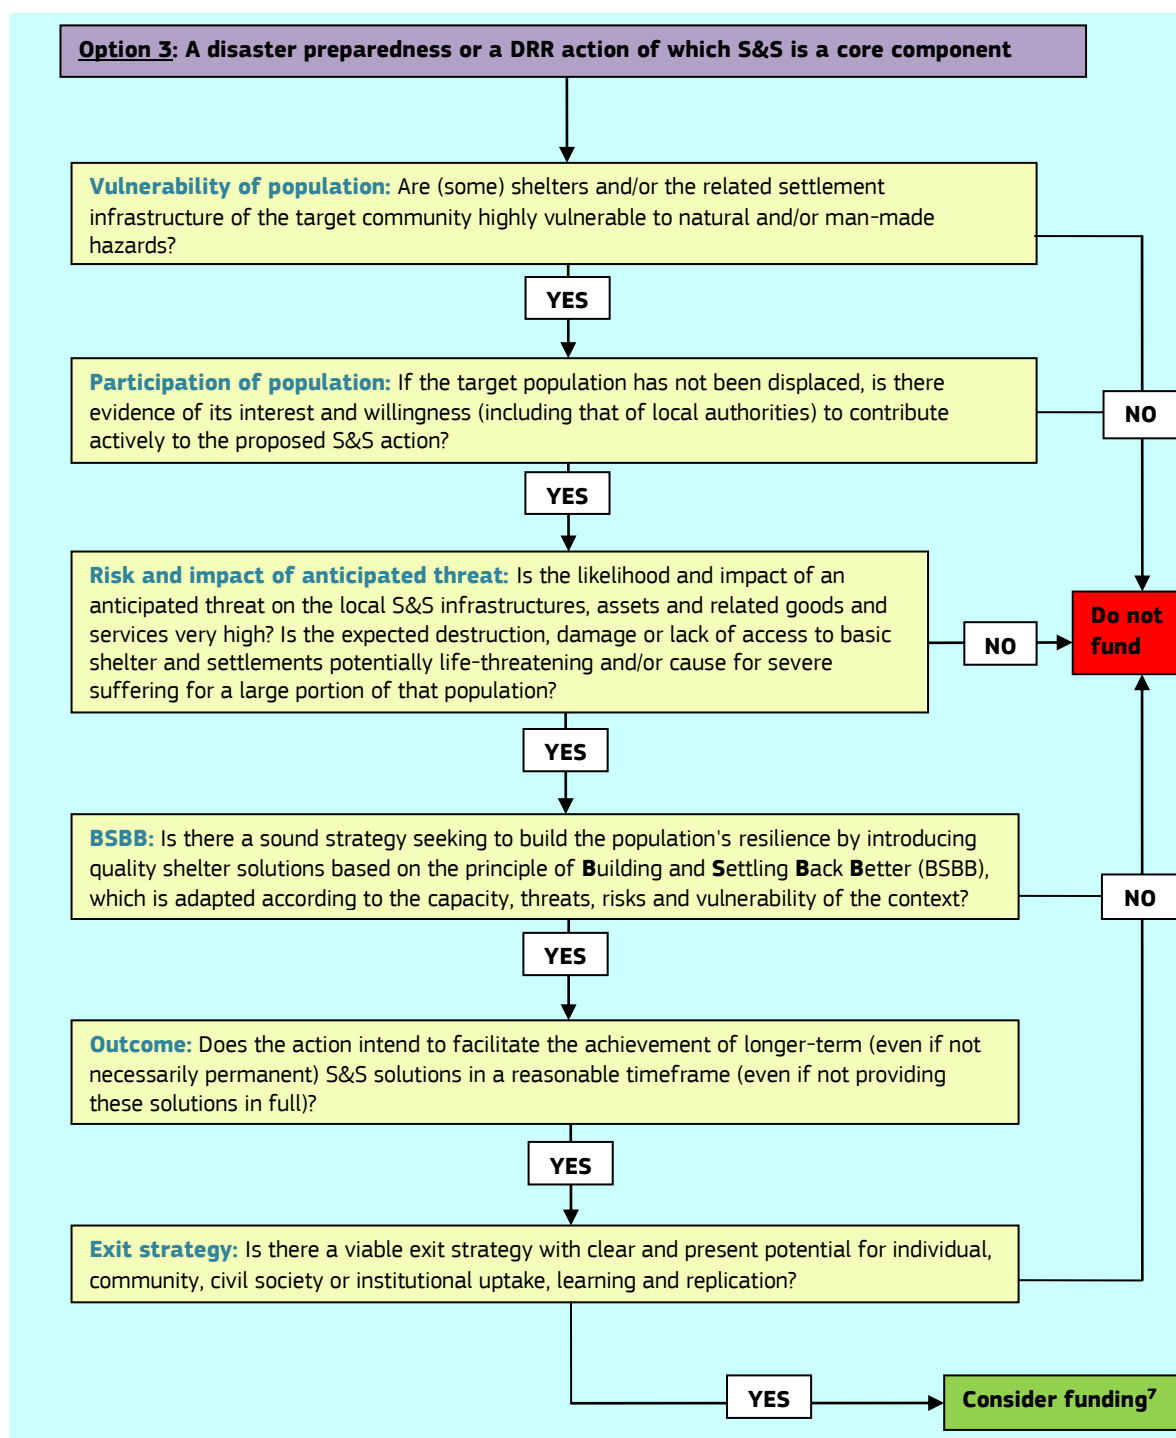 Option 3: A disaster preparedness or a DRR action of which S&S is a core component
Vulnerability of population: Are (some) shelters and/or the related settlement
infrastructure of the target community highly vulnerable to natural and/or man-made
hazards?
YES
Participation of population: If the target population has not been displaced, is there
evidence of its interest and willingness (including that of local authorities) to contribute
actively to the proposed S&S action?
NO
YES
Risk and impact of anticipated threat: Is the likelihood and impact of an
anticipated threat on the local S&S infrastructures, assets and related goods and
services very high? Is the expected destruction, damage or lack of access to basic
shelter and settlements potentially life-threatening and/or cause for severe
suffering for a large portion of that population?
NO
Do not
fund
YES
BSBB: Is there a sound strategy seeking to build the population's resilience by introducing
quality shelter solutions based on the principle of Building and Settling Back Better (BSBB),
which is adapted according to the capacity, threats, risks and vulnerability of the context?
NO
YES
Outcome: Does the action intend to facilitate the achievement of longer-term (even if not
necessarily permanent) S&S solutions in a reasonable timeframe (even if not providing
these solutions in full)?
YES
Exit strategy: Is there a viable exit strategy with clear and present potential for individual,
community, civil society or institutional uptake, learning and replication?
YES
Consider funding⁷